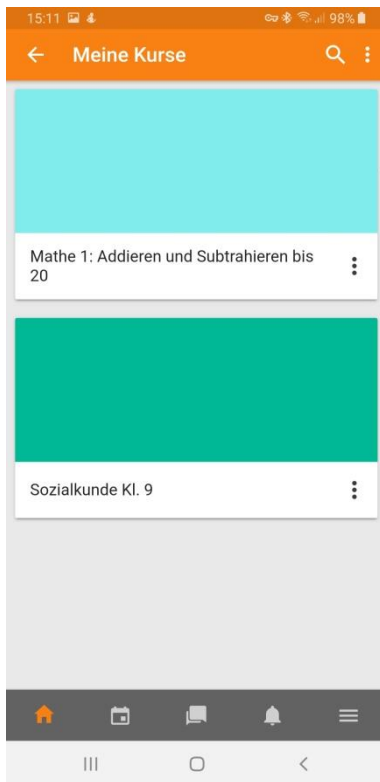 15:11 98%
Meine Kurse
Mathe 1: Addieren und Subtrahieren bis
20
Sozialkunde Kl. 9